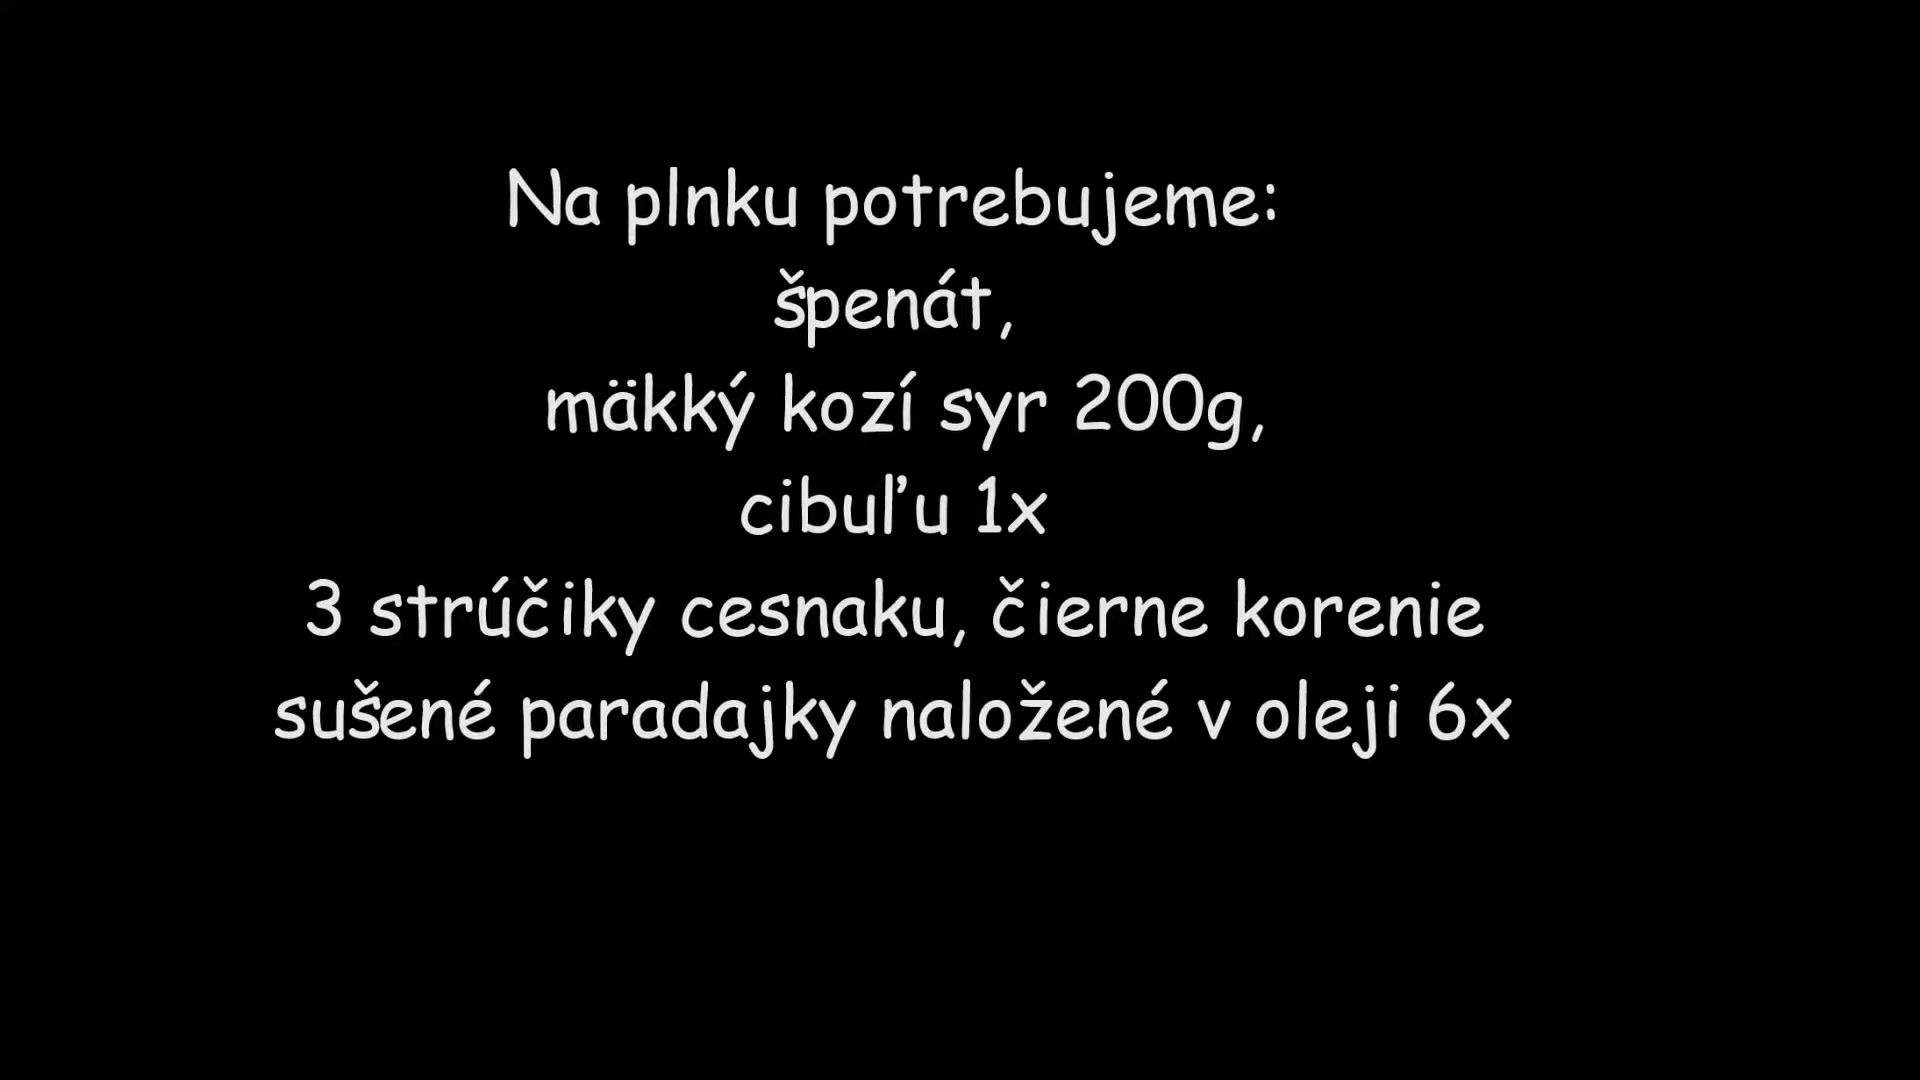 Na plnku potrebujeme:
špenát,
mäkký kozí syr 200g,
cibuľu 1x
3 strúčiky cesnaku, čierne korenie
sušené paradajky naložené v oleji 6x